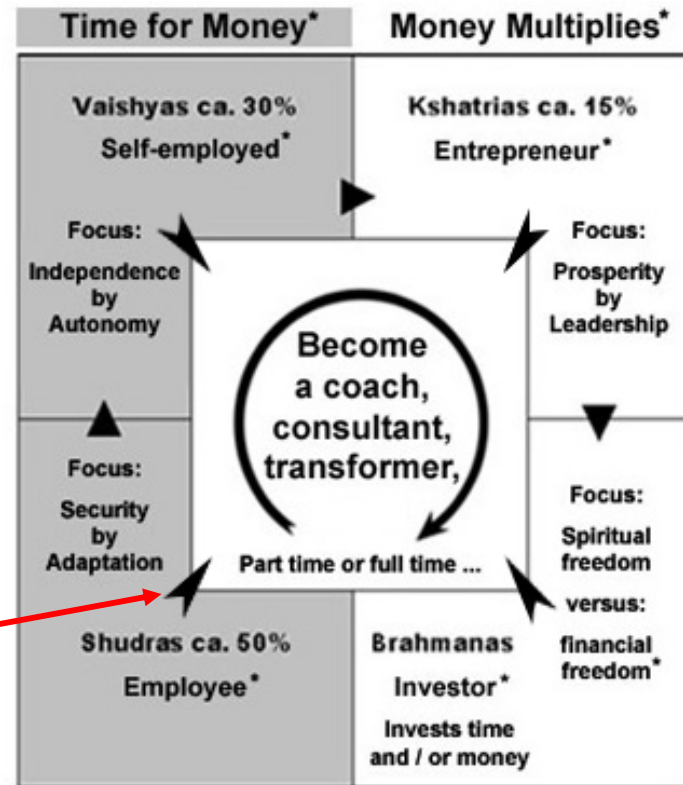 Time for Money*
Money Multiplies*
Vaishyas ca. 30%
Self-employed*
Focus:
Independence
by
Autonomy
Kshatrias ca. 15%
Entrepreneur*
Focus:
Prosperity
by
Leadership
Become
a coach,
consultant,
transformer,
Part time or full time ...
Focus:
Security
by
Adaptation
Shudras ca. 50%
Employee*
Focus:
Spiritual
freedom
versus:
financial
freedom*
Brahmanas
Investor*
Invests time
and / or money